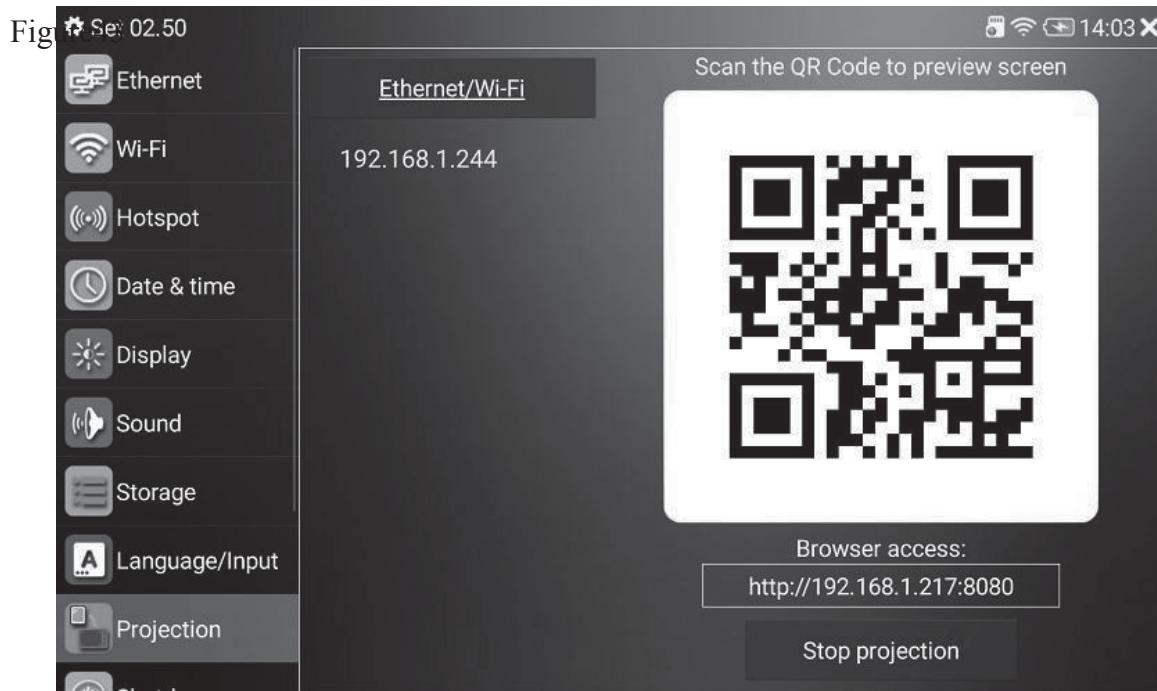 Set 02.50
14:03
Ethernet
Wi-Fi
Hotspot
Date & time
Display
Sound
Storage
Language/Input
Projection
Ethernet/Wi-Fi
192.168.1.244
Scan the QR Code to preview screen
Browser access:
http://192.168.1.217:8080
Stop projection